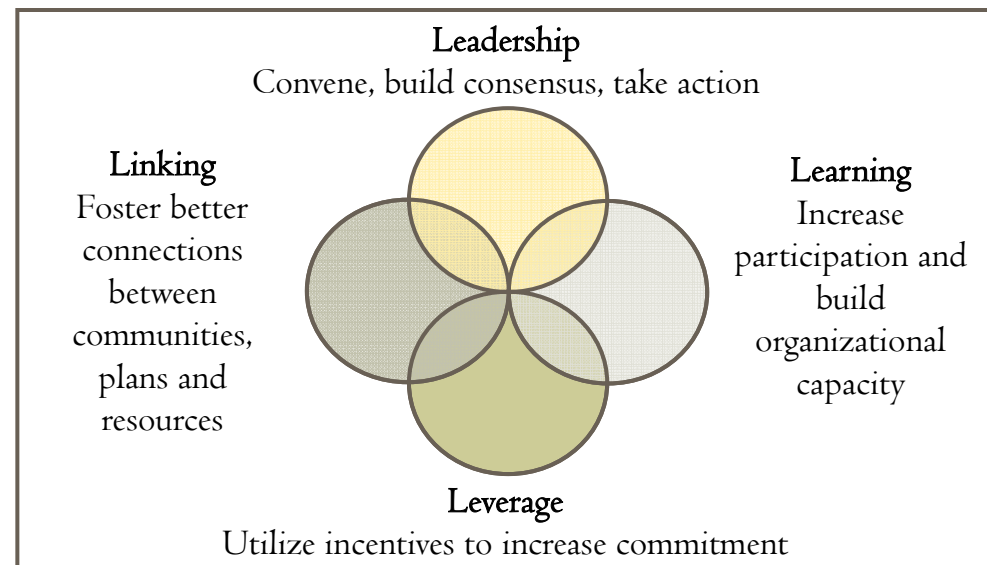 Leadership
Convene, build consensus, take action
Linking
Foster better
connections
between
communities,
plans and
resources
Learning
Increase
participation and
build
organizational
capacity
Leverage
Utilize incentives to increase commitment